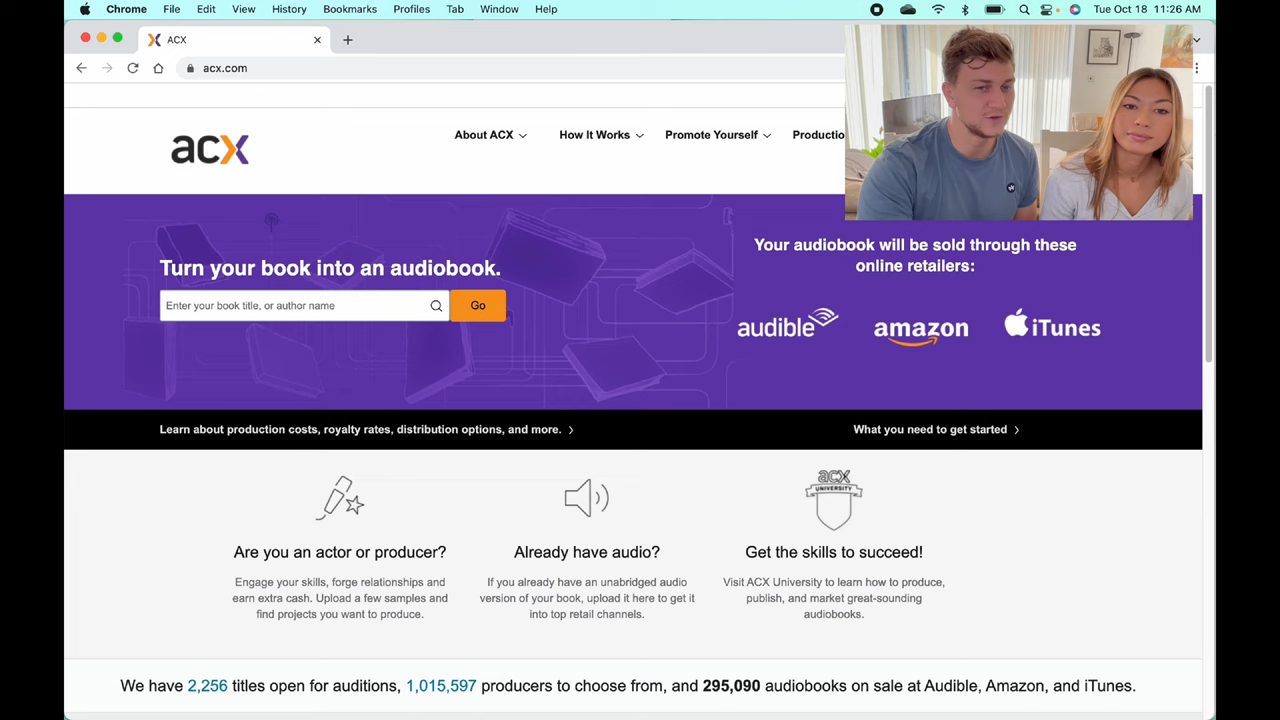 Chrome File Edit View History Bookmarks Profiles Tab Window Help Tue Oct 18 11:26 AM
ACX
acx.com
acx
About ACX How It Works Promote Yourself Productio
Turn your book into an audiobook.
Enter your book title, or author name Go
Your audiobook will be sold through these
online retailers:
audible amazon iTunes
Learn about production costs, royalty rates, distribution options, and more. > What you need to get started >
acx
UNIVERSITY
Are you an actor or producer?
Engage your skills, forge relationships and
earn extra cash. Upload a few samples and
find projects you want to produce.
Already have audio?
If you already have an unabridged audio
version of your book, upload it here to get it
into top retail channels.
Get the skills to succeed!
Visit ACX University to learn how to produce,
publish, and market great-sounding
audiobooks.
We have 2,256 titles open for auditions, 1,015,597 producers to choose from, and 295,090 audiobooks on sale at Audible, Amazon, and iTunes.